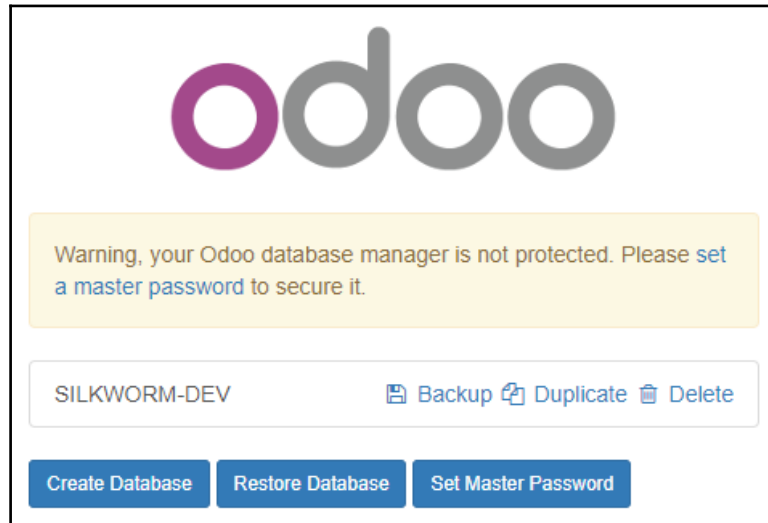 odoo
Warning, your Odoo database manager is not protected. Please set
a master password to secure it.
SILKWORM-DEV Backup Duplicate Delete
Create Database Restore Database Set Master Password